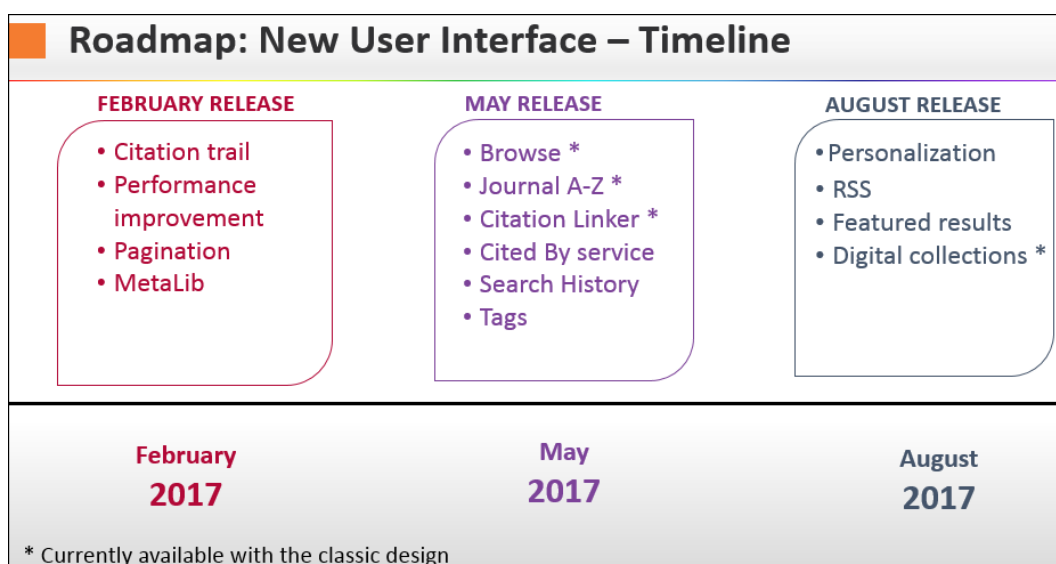 Roadmap: New User Interface – Timeline
FEBRUARY RELEASE
• Citation trail
• Performance
improvement
• Pagination
• MetaLib
MAY RELEASE
• Browse *
• Journal A-Z *
• Citation Linker *
• Cited By service
• Search History
• Tags
AUGUST RELEASE
• Personalization
• RSS
• Featured results
• Digital collections *
February
2017
May
2017
August
2017
* Currently available with the classic design